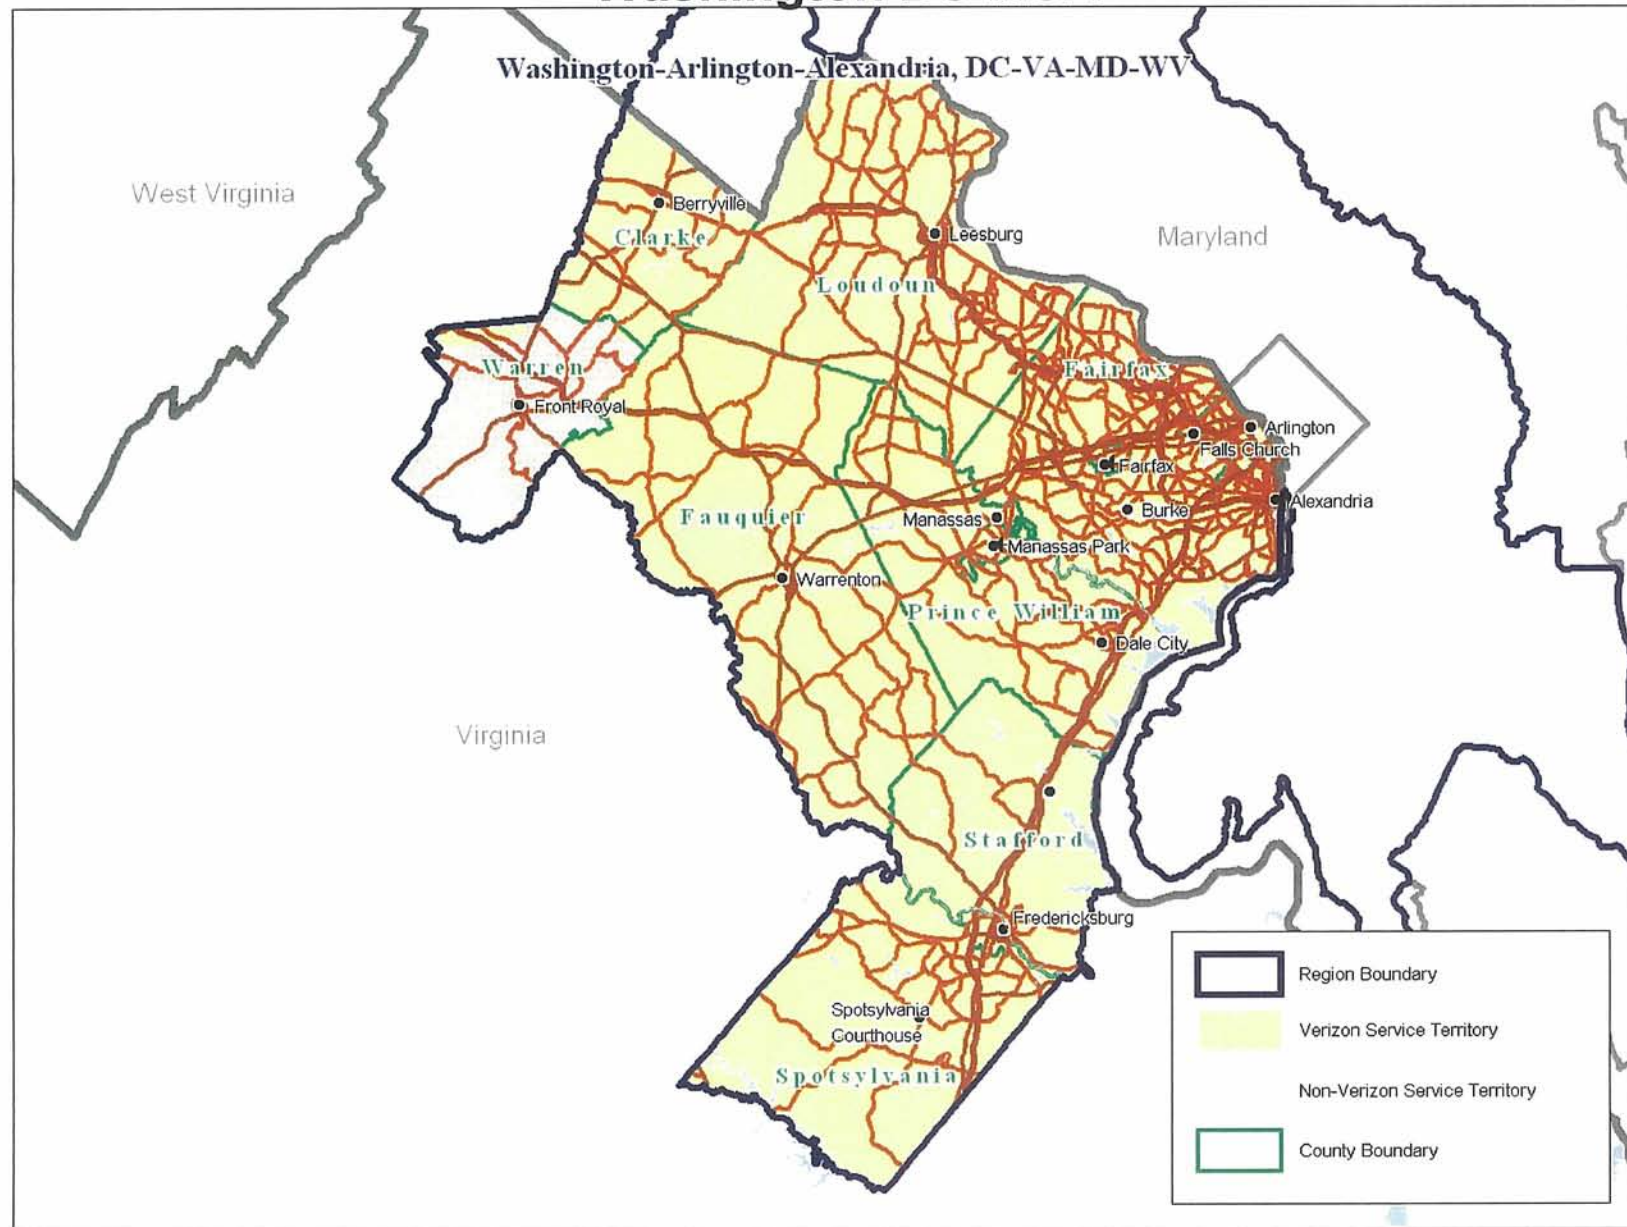 Washington-Arlington-Alexandria, DC-VA-MD-WV
West Virginia
Berryville
Clarke
Leesburg
Maryland
Loudoun
Warren
Fairfax
Front Royal
Arlington
Falls Church
Fairfax
Alexandria
Fauquier
Manassas
Burke
Manassas Park
Warrenton
Prince William
Dale City
Virginia
Stafford
Fredericksburg
Spotsylvania
Courthouse
Spotsylvania
Region Boundary
Verizon Service Territory
Non-Verizon Service Territory
County Boundary